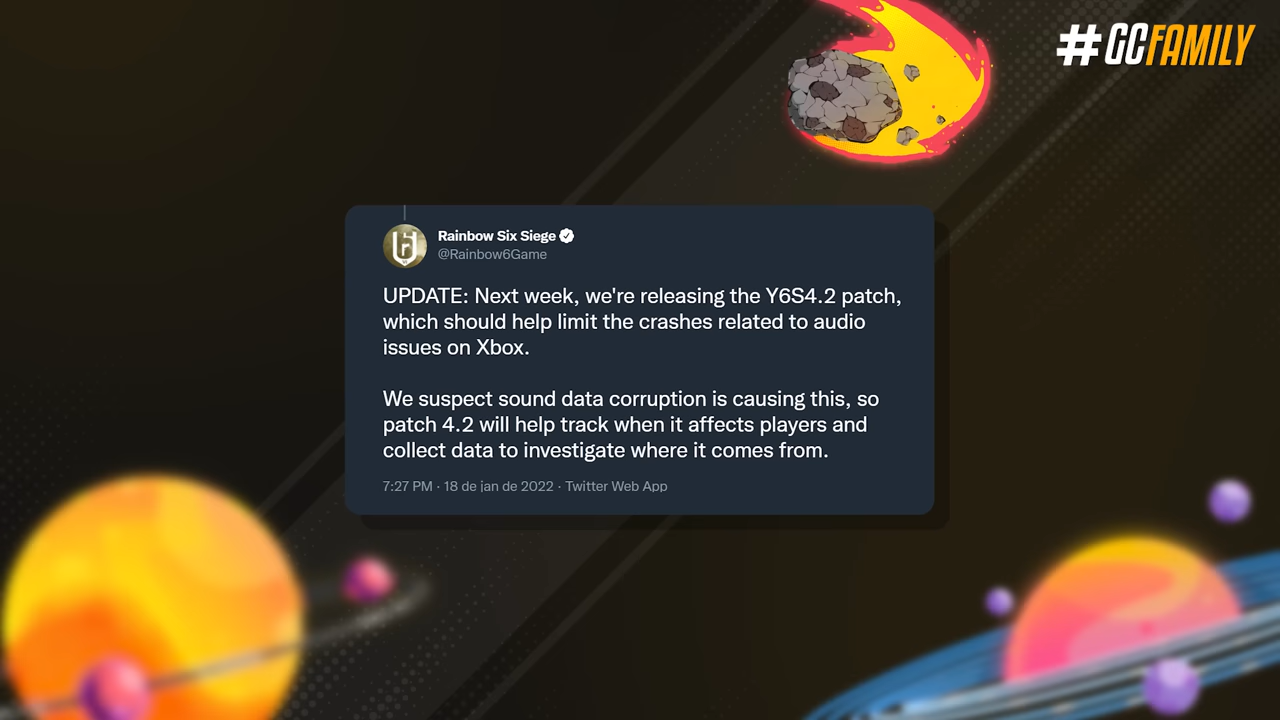 #GCFAMILY
Rainbow Six Siege
@Rainbow6Game
UPDATE: Next week, we're releasing the Y6S4.2 patch,
which should help limit the crashes related to audio
issues on Xbox.
We suspect sound data corruption is causing this, so
patch 4.2 will help track when it affects players and
collect data to investigate where it comes from.
7:27 PM · 18 de jan de 2022 · Twitter Web App